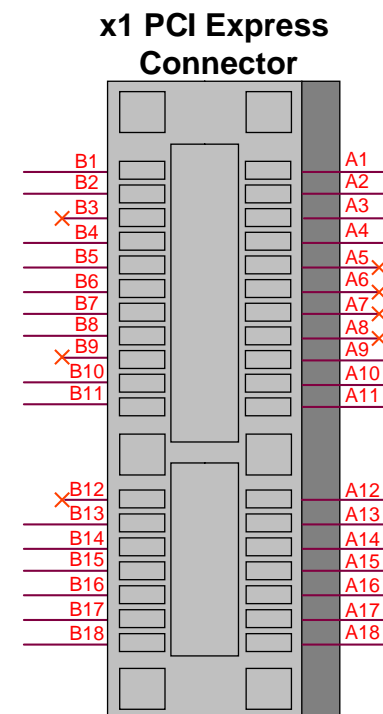 x1 PCI Express
Connector
B1 A1
B2 A2
B3 A3
B4 A4
B5 A5
B6 A6
B7 A7
B8 A8
B9 A9
B10 A10
B11 A11
B12 A12
B13 A13
B14 A14
B15 A15
B16 A16
B17 A17
B18 A18